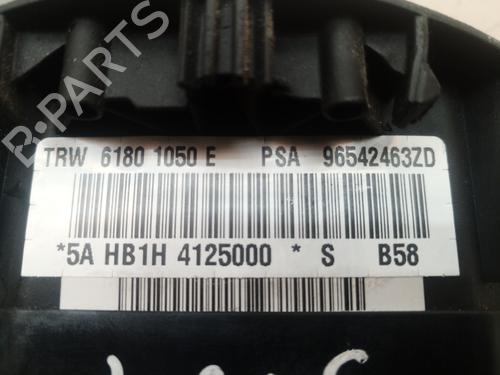 B-PARTS
TRW 6180 1050 E PSA 96542463ZD
*5A HB1H 4125000 * S B58